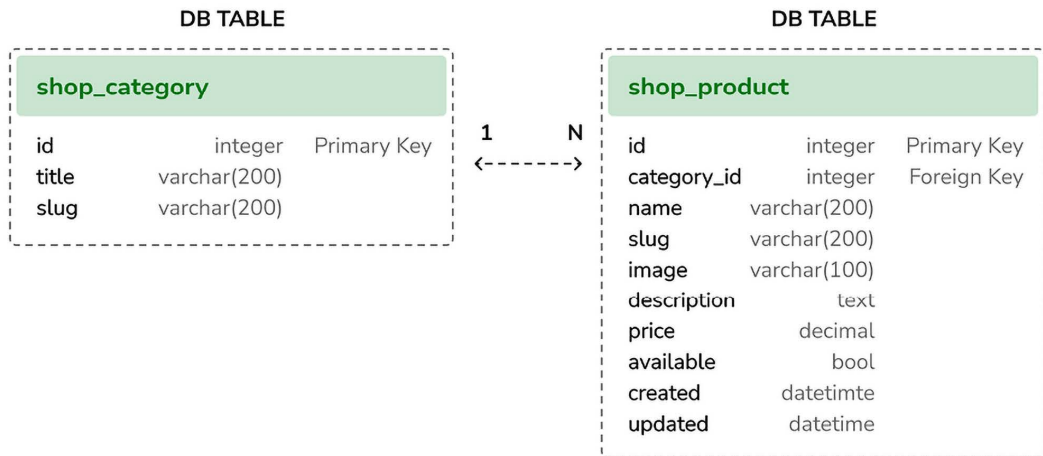 DB TABLE
shop_category
id integer Primary Key
title varchar(200)
slug varchar(200)
1 N
DB TABLE
shop_product
id integer Primary Key
category_id integer Foreign Key
name varchar(200)
slug varchar(200)
image varchar(100)
description text
price decimal
available bool
created datetimte
updated datetime